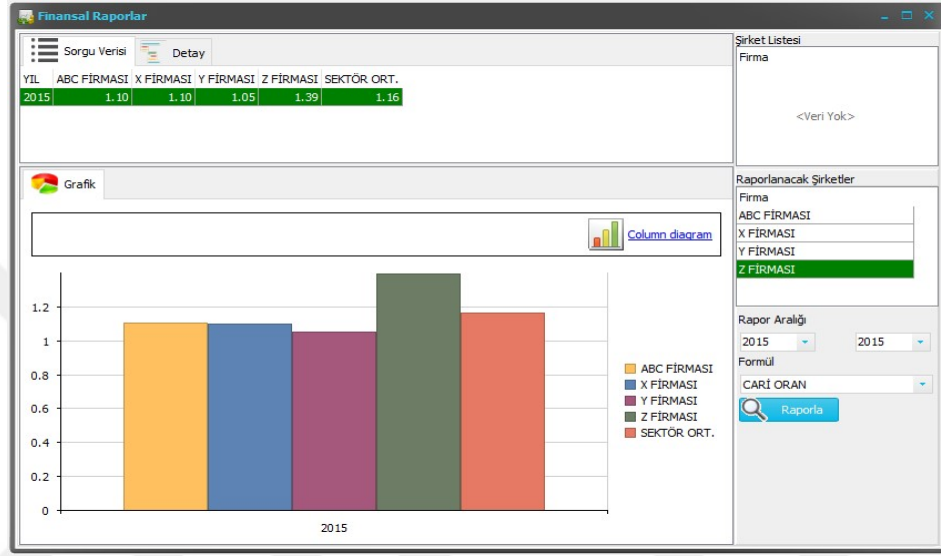 Finansal Raporlar
Sorgu Verisi
Detay
YIL ABC FİRMASI X FİRMASI Y FİRMASI Z FİRMASI SEKTÖR ORT.
2015 1.10 1.10 1.05 1.39 1.16
Grafik
Column diagram
1.2
1
0.8
0.6
0.4
0.2
0
2015
ABC FİRMASI
X FİRMASI
Y FİRMASI
Z FİRMASI
SEKTÖR ORT.
Şirket Listesi
Firma
<Veri Yok>
Raporlanacak Şirketler
Firma
ABC FİRMASI
X FİRMASI
Y FİRMASI
Z FİRMASI
Rapor Aralığı
2015 2015
Formül
CARİ ORAN
Raporla